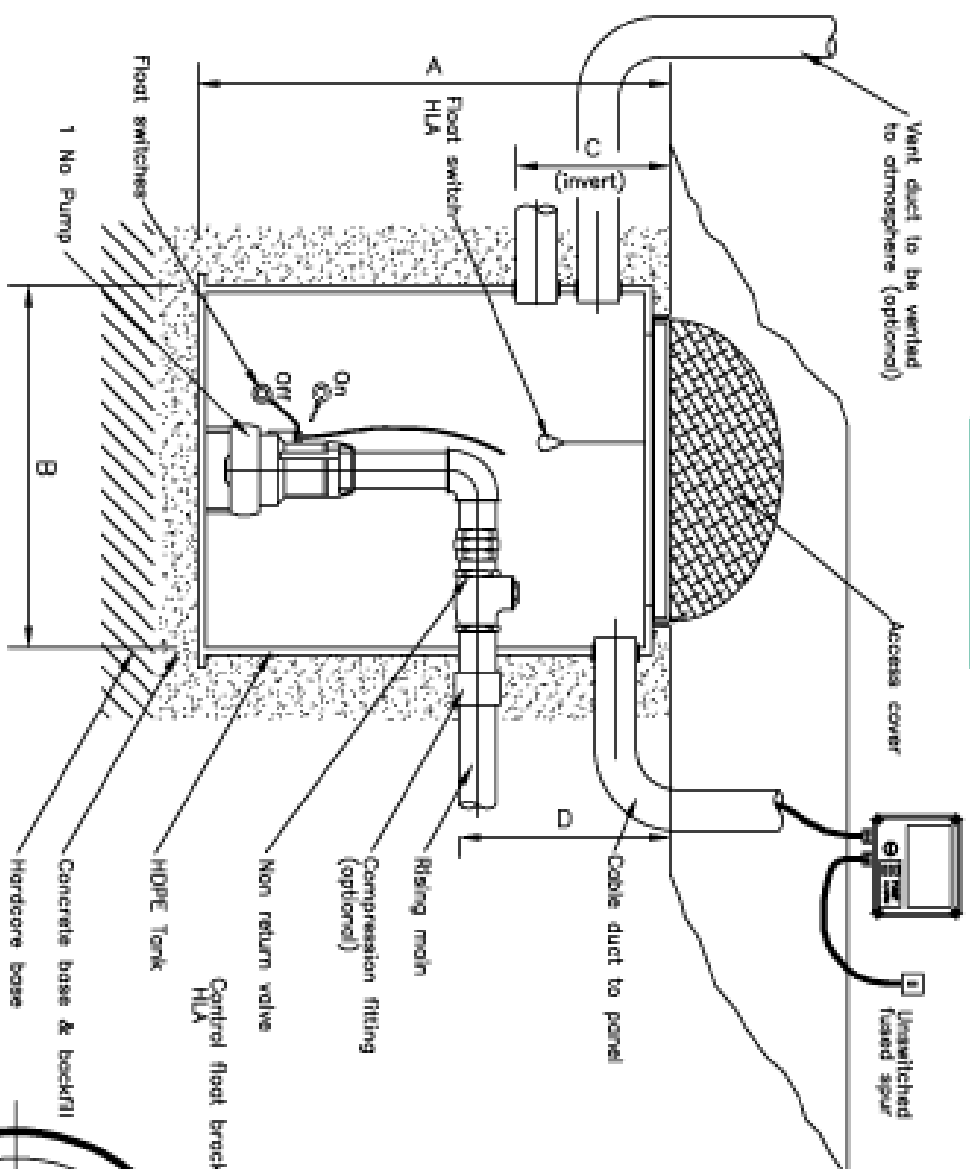 Vent duct to be vented
to atmosphere (optional)
A
Float switch
HLA
C
(invert)
Float switches
1 No Pump
On
Off
B
Access cover
Unswitched
fused spur
Cable duct to panel
D
Rising main
Compression fitting
(optional)
Non return valve
Control float brack
HLA
HDPE Tank
Concrete base & backfill
Hardcore base